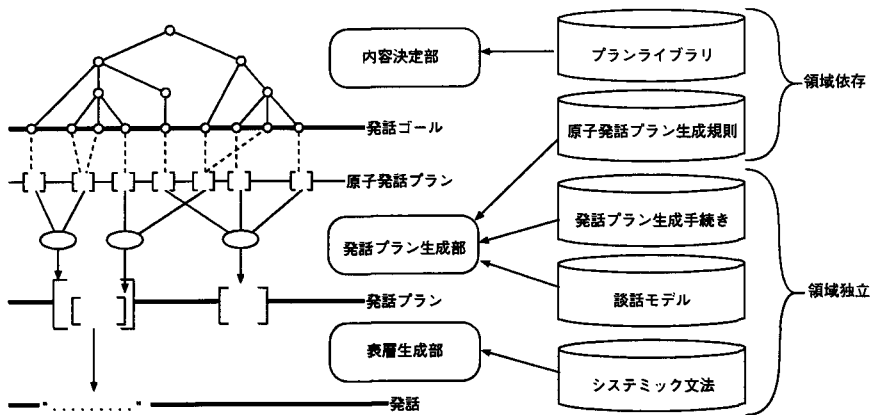 内容決定部
プランライブラリ
領域依存
発話ゴール
原子発話プラン生成規則
原子発話プラン
発話プラン生成手続き
発話プラン生成部
発話プラン
談話モデル
領域独立
表層生成部
システミック文法
"........."
発話